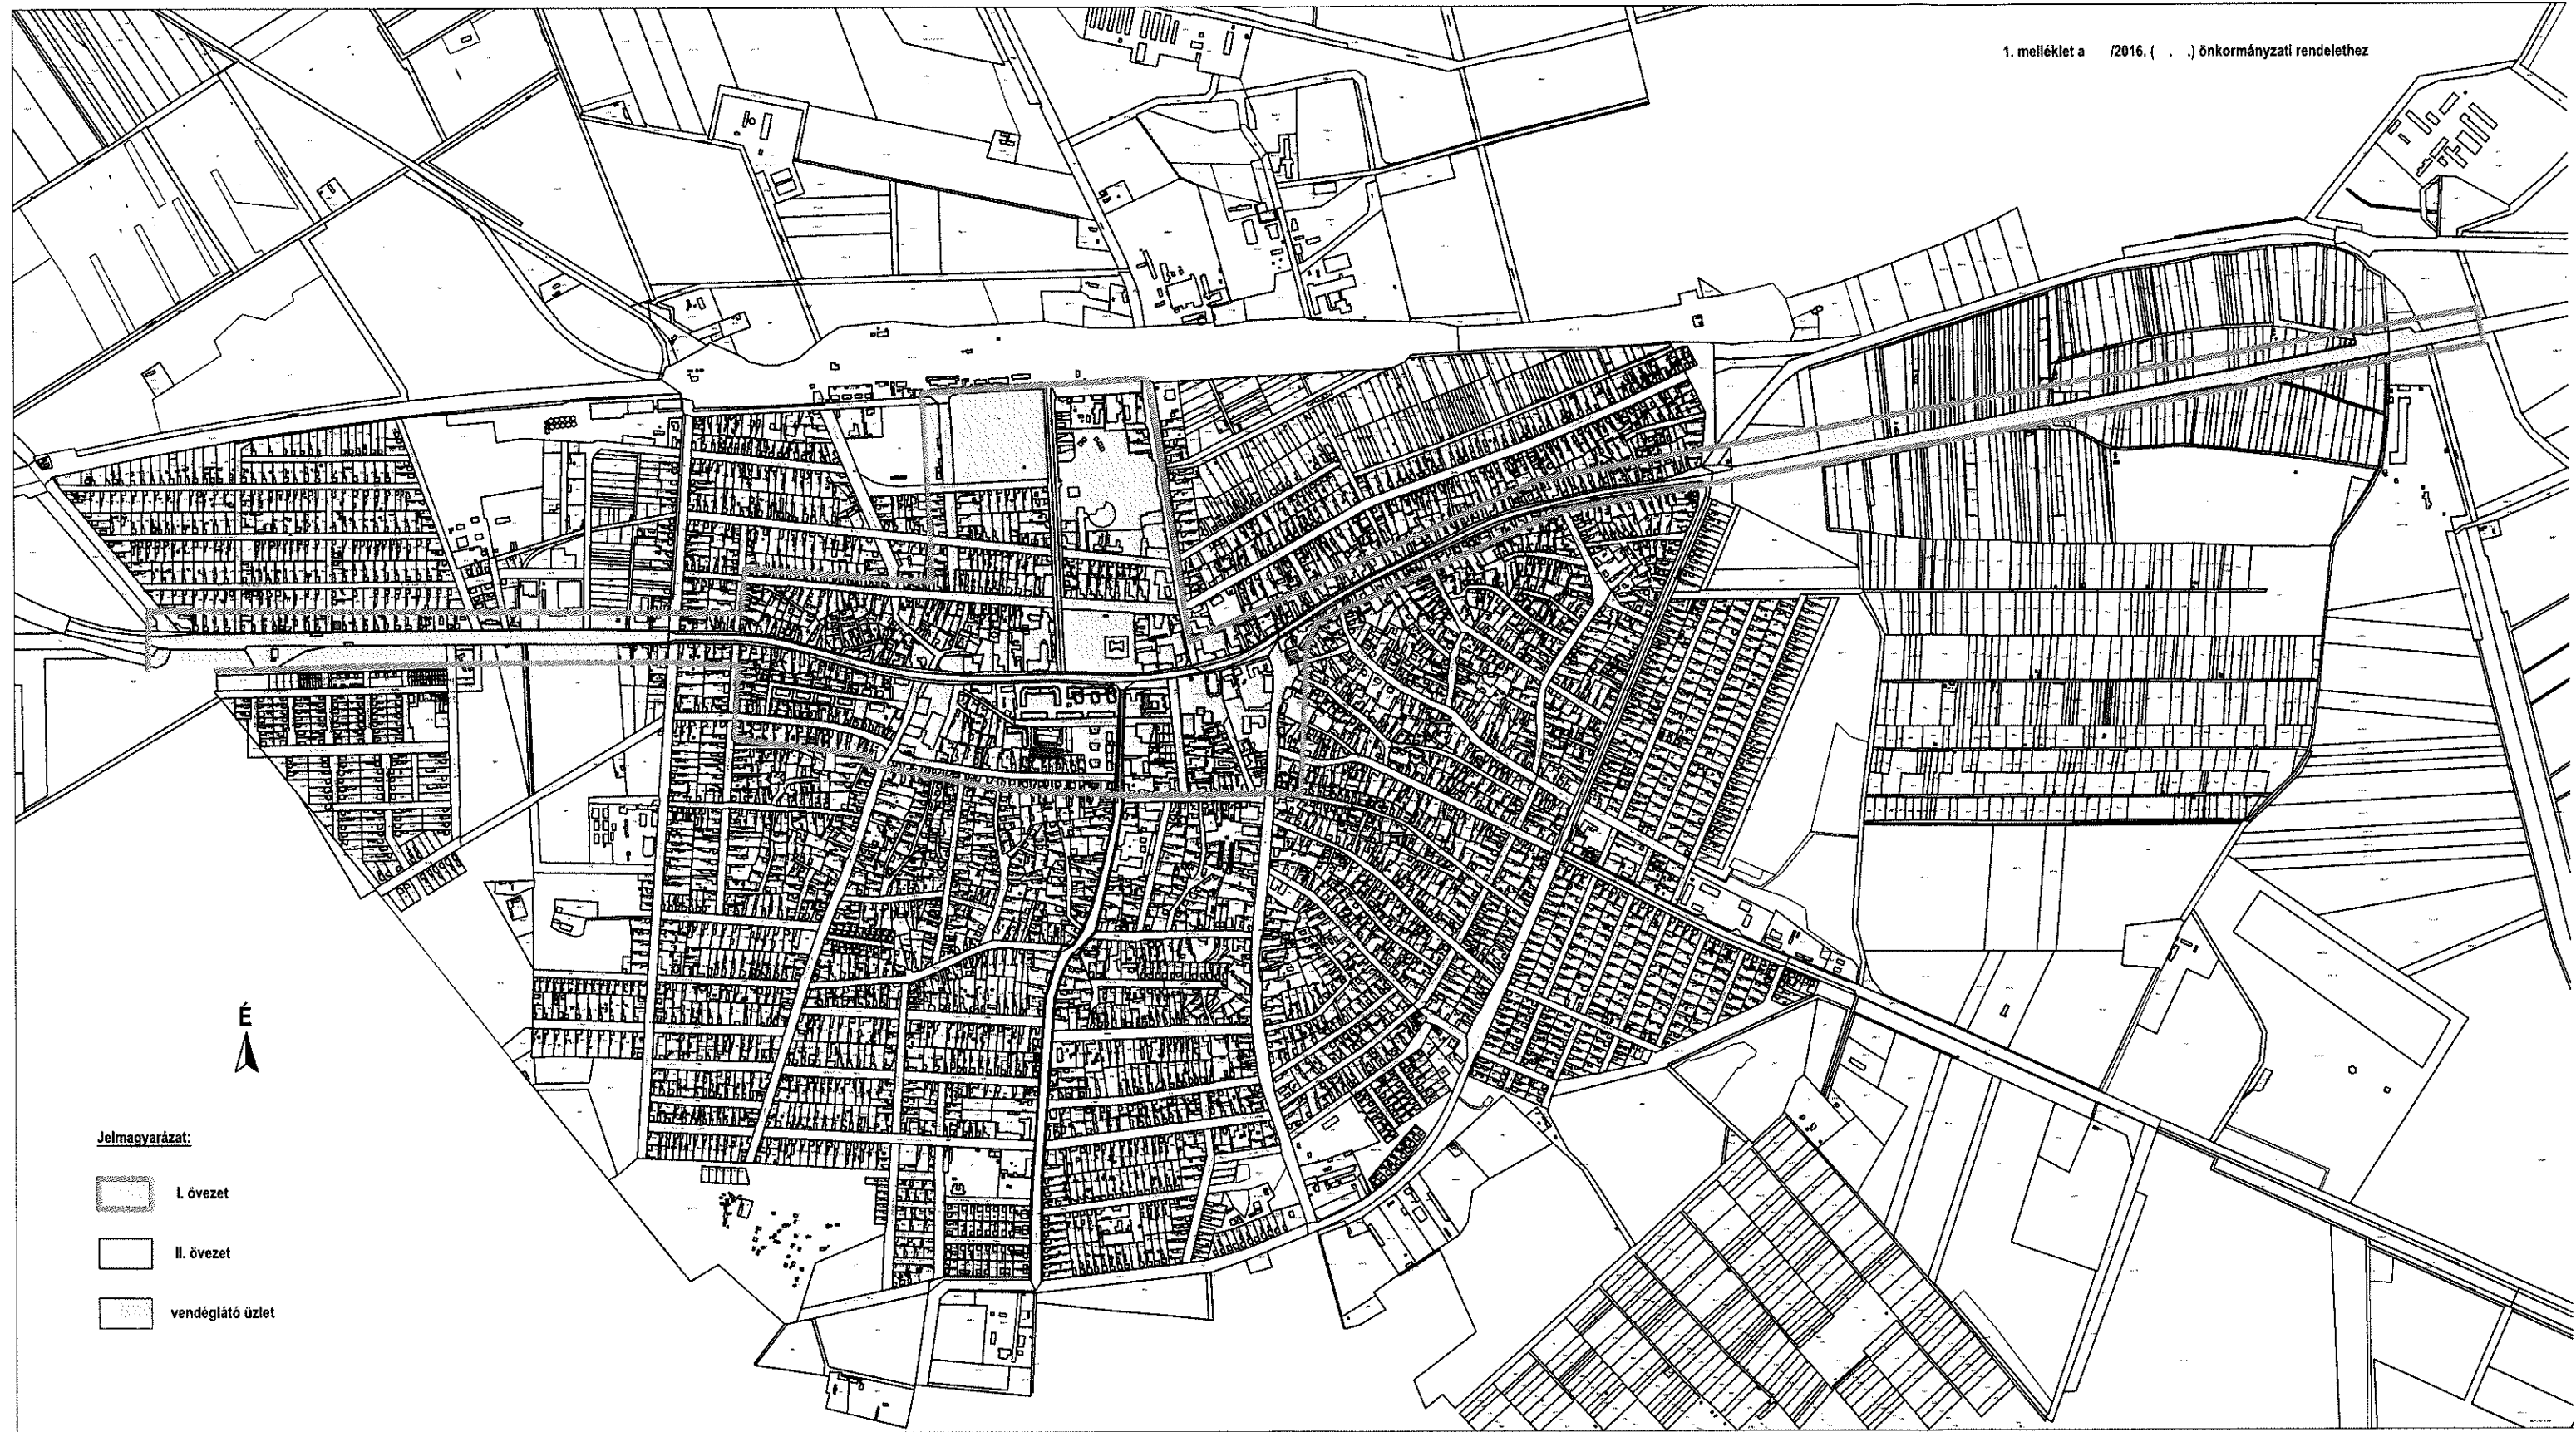 1. melléklet a /2016. ( . .) önkormányzati rendelethez
É
Jelmagyarázat:
I. övezet
II. övezet
vendéglátó üzlet